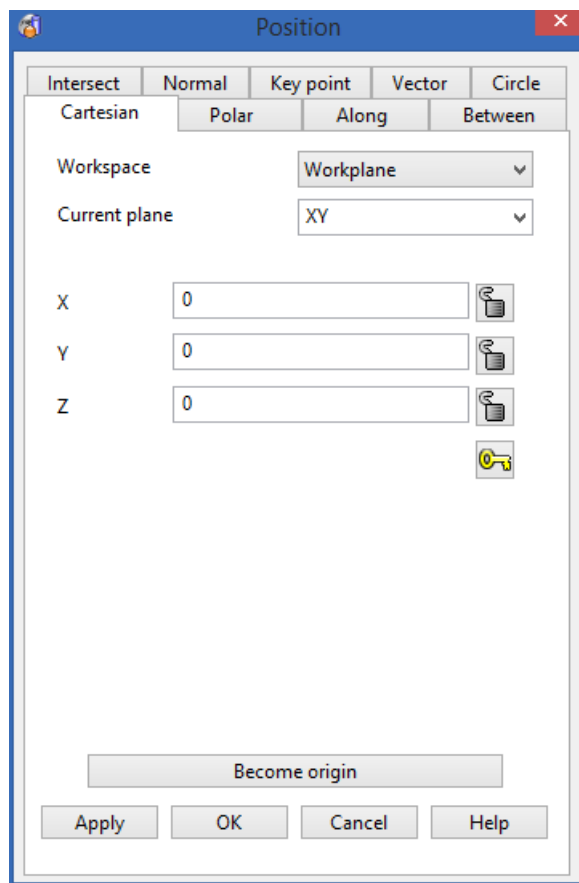 Position
Intersect Normal Key point Vector Circle
Cartesian Polar Along Between
Workspace Workplane
Current plane XY
X 0
Y 0
Z 0
Become origin
Apply OK Cancel Help